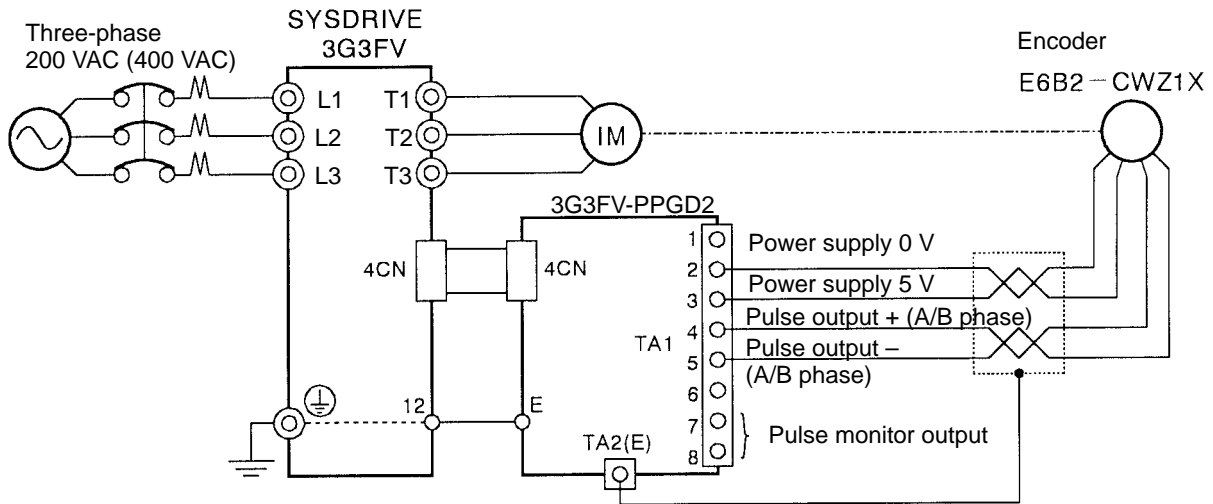 Three-phase
200 VAC (400 VAC)
SYSDRIVE
3G3FV
Encoder
E6B2-CWZ1X
L1
T1
L2
T2
IM
L3
T3
3G3FV-PPGD2
4CN
4CN
1
Power supply 0 V
2
Power supply 5 V
3
Pulse output + (A/B phase)
4
TA1
Pulse output –
(A/B phase)
5
6
12
E
7
Pulse monitor output
8
TA2(E)